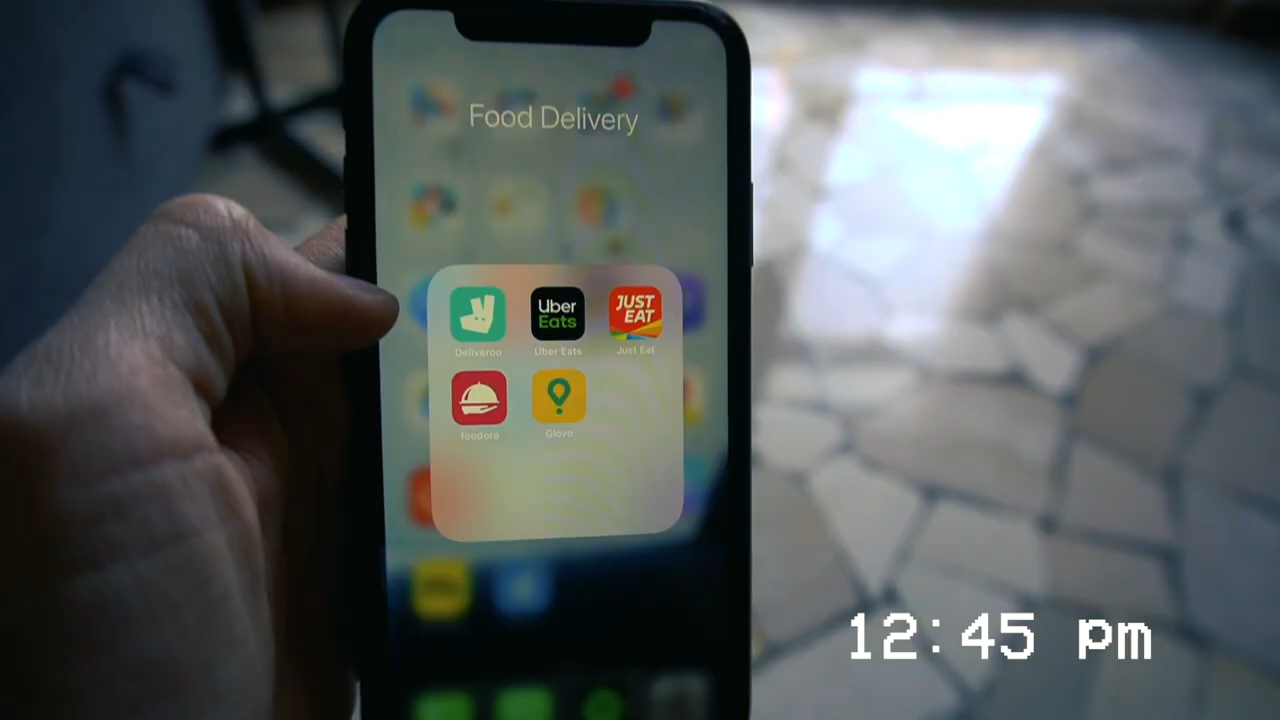 Food Delivery
Uber
Eats
JUST
EAT
Deliveroo
Uber Eats
Just Eat
foodora
Glovo
12:45 pm